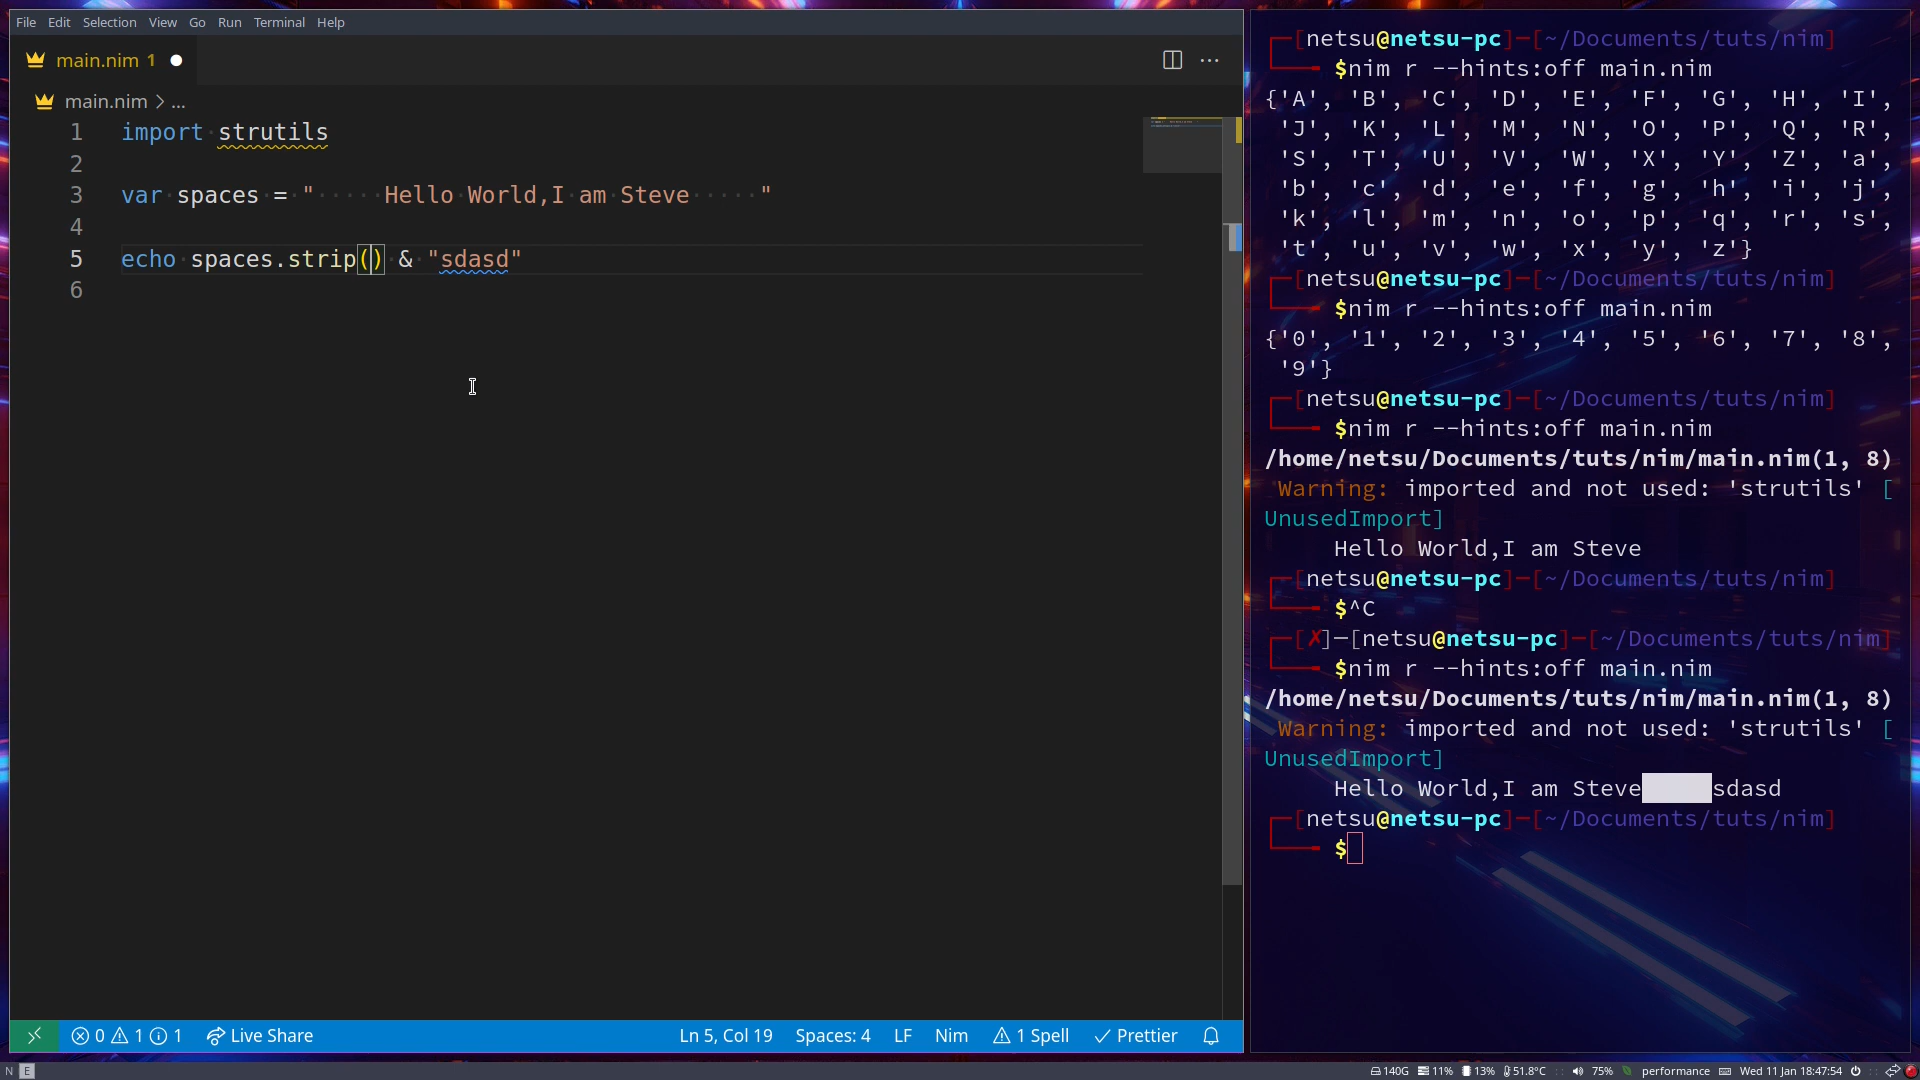 File Edit Selection View Go Run Terminal Help
main.nim 1
main.nim > ...
1 import strutils
2
3 var spaces = "     Hello World,I am Steve     "
4
5 echo spaces.strip() & "sdasd"
6
0 1 1 Live Share Ln 5, Col 19 Spaces: 4 LF Nim 1 Spell Prettier
[netsu@netsu-pc]─[~/Documents/tuts/nim]
$nim r --hints:off main.nim
{'A', 'B', 'C', 'D', 'E', 'F', 'G', 'H', 'I',
'J', 'K', 'L', 'M', 'N', 'O', 'P', 'Q', 'R',
'S', 'T', 'U', 'V', 'W', 'X', 'Y', 'Z', 'a',
'b', 'c', 'd', 'e', 'f', 'g', 'h', 'i', 'j',
'k', 'l', 'm', 'n', 'o', 'p', 'q', 'r', 's',
't', 'u', 'v', 'w', 'x', 'y', 'z'}
[netsu@netsu-pc]─[~/Documents/tuts/nim]
$nim r --hints:off main.nim
{'0', '1', '2', '3', '4', '5', '6', '7', '8',
'9'}
[netsu@netsu-pc]─[~/Documents/tuts/nim]
$nim r --hints:off main.nim
/home/netsu/Documents/tuts/nim/main.nim(1, 8)
Warning: imported and not used: 'strutils' [
UnusedImport]
     Hello World,I am Steve
[netsu@netsu-pc]─[~/Documents/tuts/nim]
$^C
[✗]─[netsu@netsu-pc]─[~/Documents/tuts/nim]
$nim r --hints:off main.nim
/home/netsu/Documents/tuts/nim/main.nim(1, 8)
Warning: imported and not used: 'strutils' [
UnusedImport]
     Hello World,I am Steve     sdasd
[netsu@netsu-pc]─[~/Documents/tuts/nim]
$
N E 140G 11% 13% 51.8°C 75% performance Wed 11 Jan 18:47:54